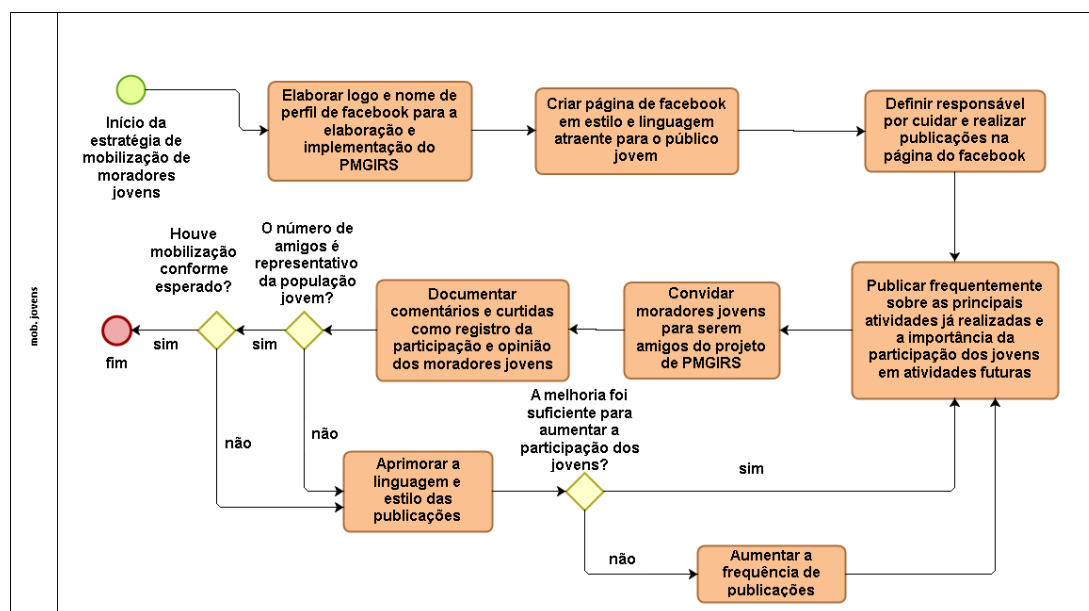 mob. jovens
Início da
estratégia de
mobilização de
moradores
jovens
Elaborar logo e nome de
perfil de facebook para a
elaboração e
implementação do
PMGIRS
Criar página de facebook
em estilo e linguagem
atraente para o público
jovem
Definir responsável
por cuidar e realizar
publicações na
página do facebook
Publicar frequentemente
sobre as principais
atividades já realizadas e
a importância da
participação dos jovens
em atividades futuras
Convidar
moradores jovens
para serem
amigos do projeto
de PMGIRS
Documentar
comentários e curtidas
como registro da
participação e opinião
dos moradores jovens
O número de
amigos é
representativo
da população
jovem?
Houve
mobilização
conforme
esperado?
sim
sim
fim
não
não
Aprimorar a
linguagem e
estilo das
publicações
A melhoria foi
suficiente para
aumentar a
participação dos
jovens?
sim
não
Aumentar a
frequência de
publicações